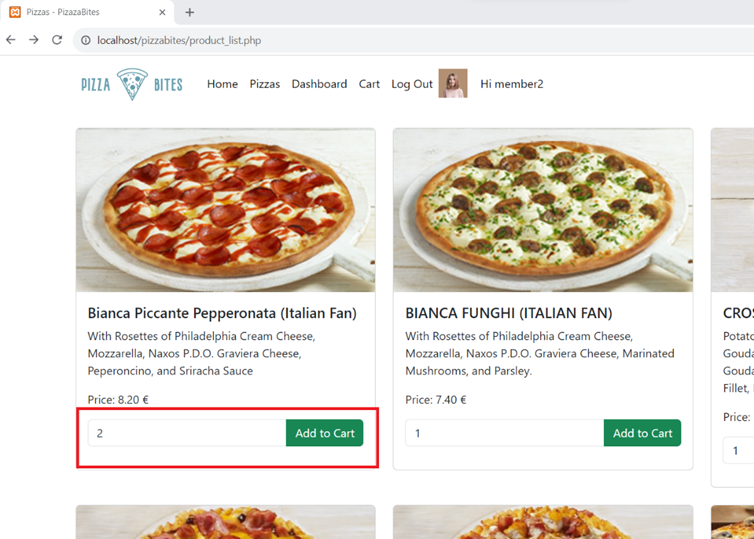 Pizzas - PizazaBites
localhost/pizzabites/product_list.php
PIZZA BITES Home Pizzas Dashboard Cart Log Out Hi member2
Bianca Piccante Pepperonata (Italian Fan)
With Rosettes of Philadelphia Cream Cheese,
Mozzarella, Naxos P.D.O. Graviera Cheese,
Peperoncino, and Sriracha Sauce
Price: 8.20 €
2 Add to Cart
BIANCA FUNGHI (ITALIAN FAN)
With Rosettes of Philadelphia Cream Cheese,
Mozzarella, Naxos P.D.O. Graviera Cheese, Marinated
Mushrooms, and Parsley.
Price: 7.40 €
1 Add to Cart
CROS
Potato
Gouda
Gouda
Fillet,
Price:
1